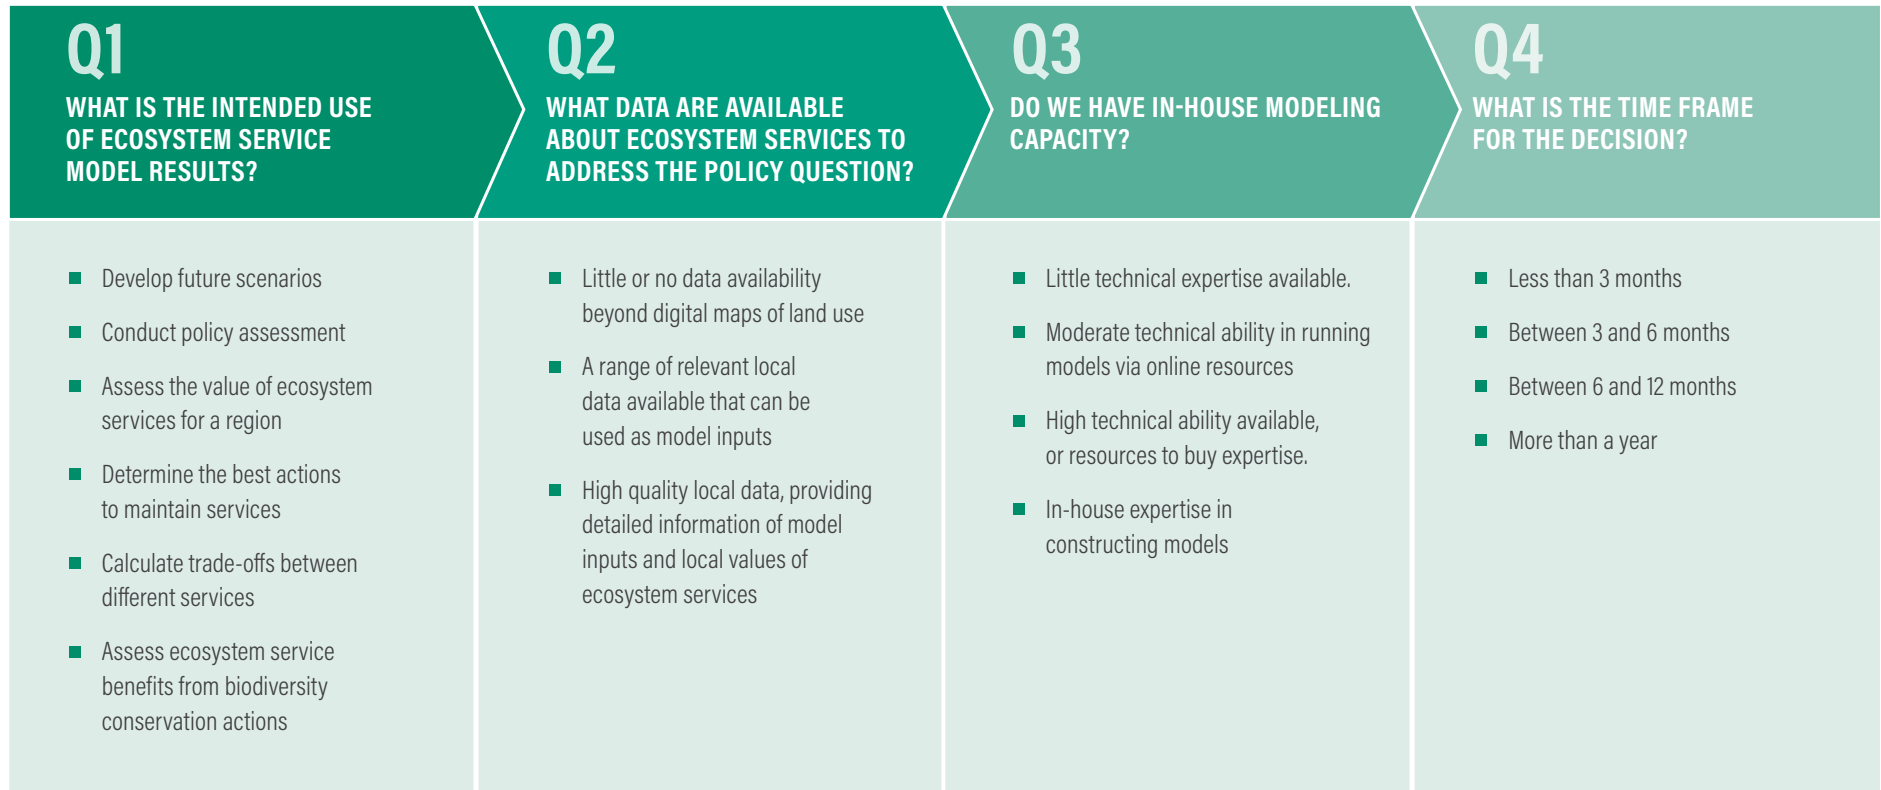 Q1
WHAT IS THE INTENDED USE
OF ECOSYSTEM SERVICE
MODEL RESULTS?
Develop future scenarios
Conduct policy assessment
Assess the value of ecosystem
services for a region
Determine the best actions
to maintain services
Calculate trade-offs between
different services
Assess ecosystem service
benefits from biodiversity
conservation actions
Q2
WHAT DATA ARE AVAILABLE
ABOUT ECOSYSTEM SERVICES TO
ADDRESS THE POLICY QUESTION?
Little or no data availability
beyond digital maps of land use
A range of relevant local
data available that can be
used as model inputs
High quality local data, providing
detailed information of model
inputs and local values of
ecosystem services
Q3
DO WE HAVE IN-HOUSE MODELING
CAPACITY?
Little technical expertise available.
Moderate technical ability in running
models via online resources
High technical ability available,
or resources to buy expertise.
In-house expertise in
constructing models
Q4
WHAT IS THE TIME FRAME
FOR THE DECISION?
Less than 3 months
Between 3 and 6 months
Between 6 and 12 months
More than a year